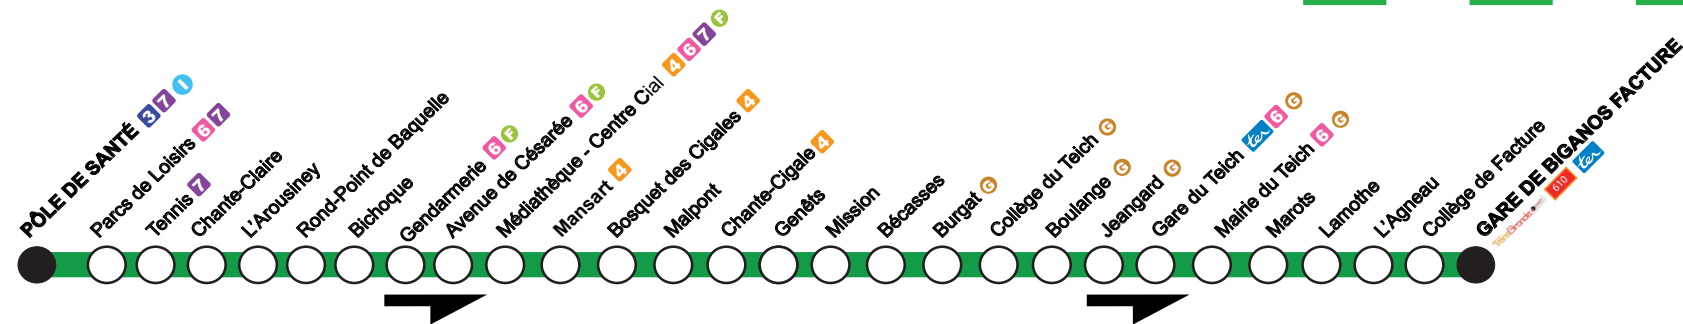 PÔLE DE SANTÉ 3 7 I
Parcs de Loisirs 6 7
Tennis 7
Chante-Claire
L'Arousiney
Rond-Point de Baquelle
Bichoque
Gendarmerie 6 F
Avenue de Césarée 6 F
Médiathèque - Centre Cial 4 6 7 F
Mansart 4
Bosquet des Cigales 4
Malpont
Chante-Cigale 4
Genêts
Mission
Bécasses
Burgat G
Collège du Teich G
Boulange G
Jeangard G
Gare du Teich ter 6 G
Mairie du Teich 6 G
Marots
Lamothe
L'Agneau
Collège de Facture
GARE DE BIGANOS FACTURE
TransGironde 610 ter